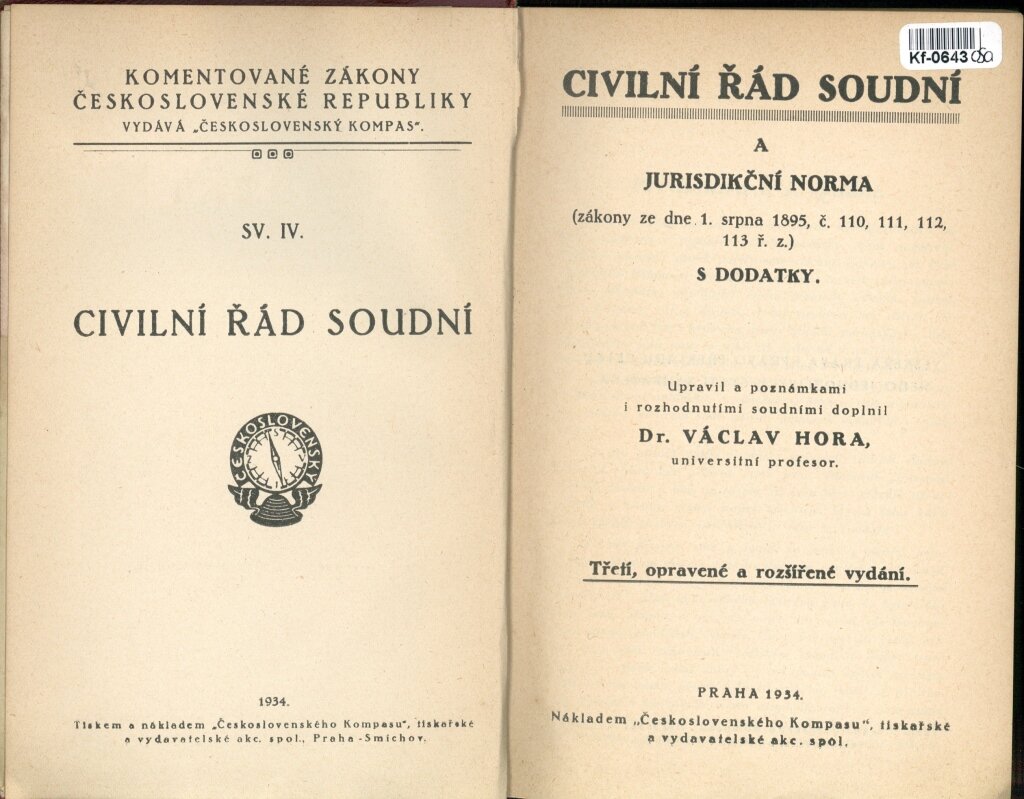 KOMENTOVANÉ ZÁKONY
ČESKOSLOVENSKÉ REPUBLIKY
VYDÁVÁ „ČESKOSLOVENSKÝ KOMPAS“.
SV. IV.
CIVILNÍ ŘÁD SOUDNÍ
ČESKOSLOVENSKÝ
1934.
Tiskem a nákladem „Československého Kompasu“, tiskařské
a vydavatelské akc. spol., Praha-Smíchov.
Kf-0643
CIVILNÍ ŘÁD SOUDNÍ
A
JURISDIKČNÍ NORMA
(zákony ze dne 1. srpna 1895, č. 110, 111, 112,
113 ř. z.)
S DODATKY.
Upravil a poznámkami
i rozhodnutími soudními doplnil
Dr. VÁCLAV HORA,
universitní profesor.
Třetí, opravené a rozšířené vydání.
PRAHA 1934.
Nákladem „Československého Kompasu“, tiskařské
a vydavatelské akc. spol.